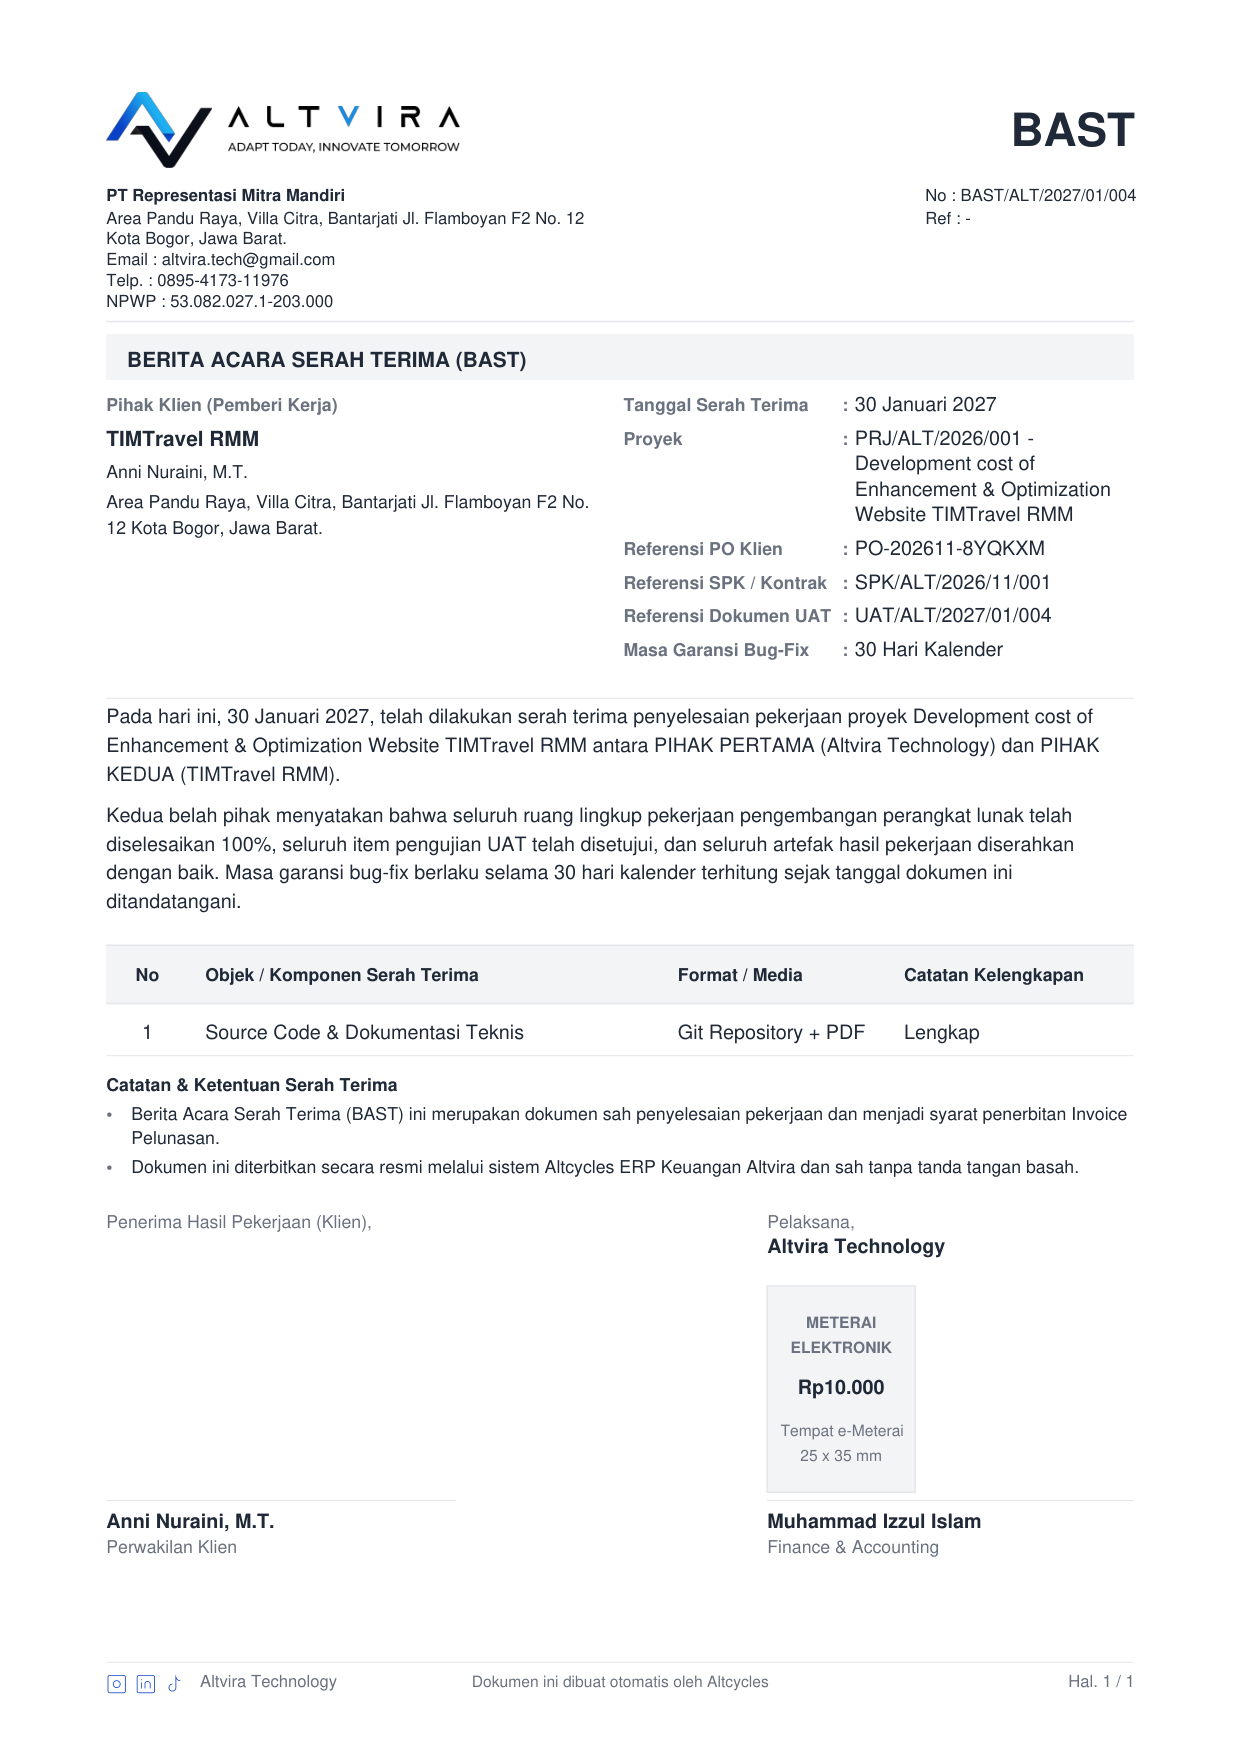 ALTVIRA
ADAPT TODAY, INNOVATE TOMORROW
BAST
PT Representasi Mitra Mandiri
Area Pandu Raya, Villa Citra, Bantarjati Jl. Flamboyan F2 No. 12
Kota Bogor, Jawa Barat.
Email : altvira.tech@gmail.com
Telp. : 0895-4173-11976
NPWP : 53.082.027.1-203.000
No : BAST/ALT/2027/01/004
Ref : -
BERITA ACARA SERAH TERIMA (BAST)
Pihak Klien (Pemberi Kerja)
TIMTravel RMM
Anni Nuraini, M.T.
Area Pandu Raya, Villa Citra, Bantarjati Jl. Flamboyan F2 No.
12 Kota Bogor, Jawa Barat.
Tanggal Serah Terima : 30 Januari 2027
Proyek : PRJ/ALT/2026/001 -
Development cost of
Enhancement & Optimization
Website TIMTravel RMM
Referensi PO Klien : PO-202611-8YQKXM
Referensi SPK / Kontrak : SPK/ALT/2026/11/001
Referensi Dokumen UAT : UAT/ALT/2027/01/004
Masa Garansi Bug-Fix : 30 Hari Kalender
Pada hari ini, 30 Januari 2027, telah dilakukan serah terima penyelesaian pekerjaan proyek Development cost of
Enhancement & Optimization Website TIMTravel RMM antara PIHAK PERTAMA (Altvira Technology) dan PIHAK
KEDUA (TIMTravel RMM).
Kedua belah pihak menyatakan bahwa seluruh ruang lingkup pekerjaan pengembangan perangkat lunak telah
diselesaikan 100%, seluruh item pengujian UAT telah disetujui, dan seluruh artefak hasil pekerjaan diserahkan
dengan baik. Masa garansi bug-fix berlaku selama 30 hari kalender terhitung sejak tanggal dokumen ini
ditandatangani.
No Objek / Komponen Serah Terima Format / Media Catatan Kelengkapan
1 Source Code & Dokumentasi Teknis Git Repository + PDF Lengkap
Catatan & Ketentuan Serah Terima
• Berita Acara Serah Terima (BAST) ini merupakan dokumen sah penyelesaian pekerjaan dan menjadi syarat penerbitan Invoice
Pelunasan.
• Dokumen ini diterbitkan secara resmi melalui sistem Altcycles ERP Keuangan Altvira dan sah tanpa tanda tangan basah.
Penerima Hasil Pekerjaan (Klien),
Pelaksana,
Altvira Technology
METERAI
ELEKTRONIK
Rp10.000
Tempat e-Meterai
25 x 35 mm
Anni Nuraini, M.T.
Perwakilan Klien
Muhammad Izzul Islam
Finance & Accounting
Altvira Technology
Dokumen ini dibuat otomatis oleh Altcycles
Hal. 1 / 1